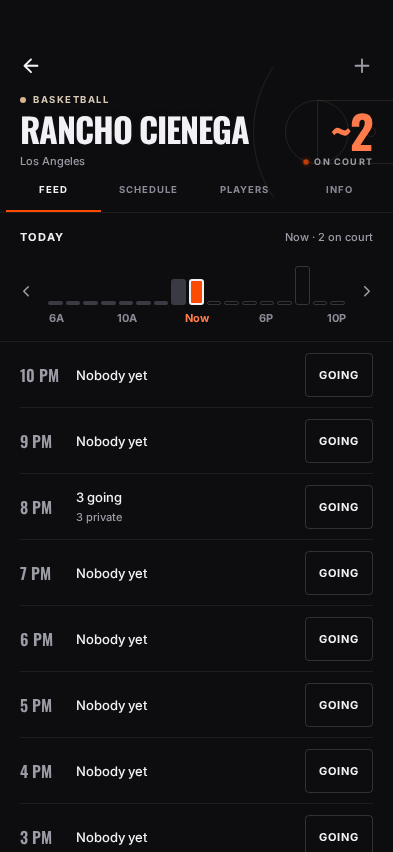 BASKETBALL
RANCHO CIENEGA
~2
Los Angeles
ON COURT
FEED
SCHEDULE
PLAYERS
INFO
TODAY
Now · 2 on court
6A
10A
Now
6P
10P
10 PM
Nobody yet
GOING
9 PM
Nobody yet
GOING
8 PM
3 going
3 private
GOING
7 PM
Nobody yet
GOING
6 PM
Nobody yet
GOING
5 PM
Nobody yet
GOING
4 PM
Nobody yet
GOING
3 PM
Nobody yet
GOING